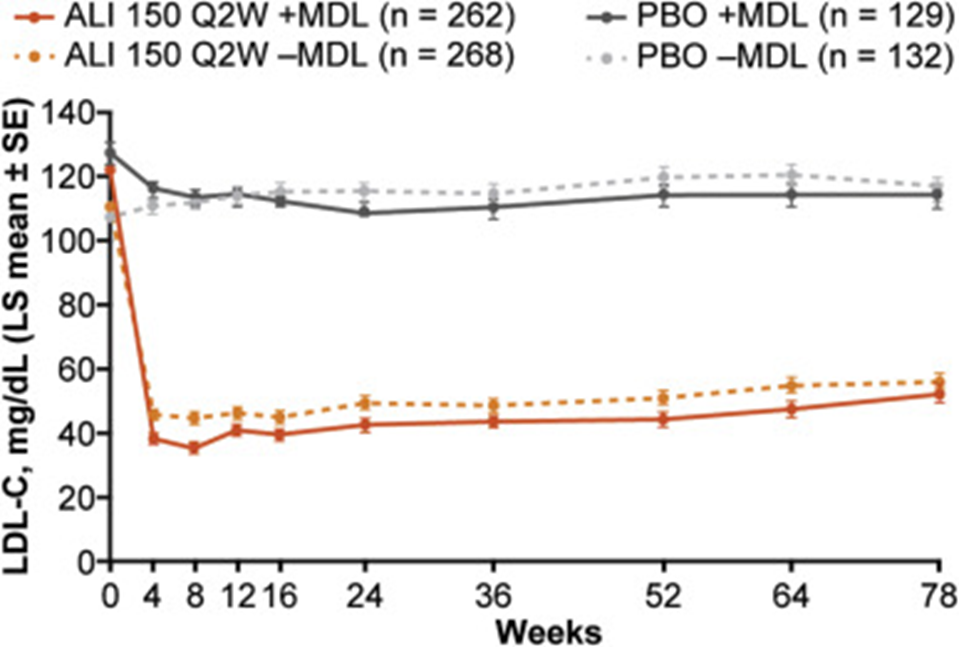 ALI 150 Q2W +MDL (n = 262) PBO +MDL (n = 129)
ALI 150 Q2W –MDL (n = 268) PBO –MDL (n = 132)
LDL-C, mg/dL (LS mean ± SE)
140
120
100
80
60
40
20
0
0 4 8 12 16 24 36 52 64 78
Weeks